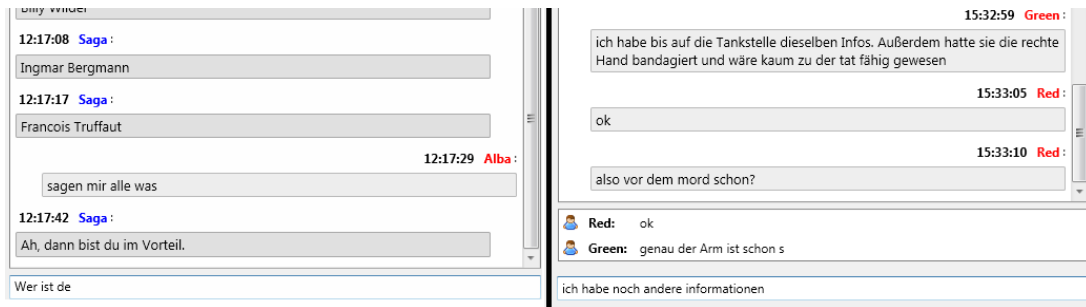 Billy Wilder
12:17:08 Saga:
Ingmar Bergmann
12:17:17 Saga:
Francois Truffaut
12:17:29 Alba:
sagen mir alle was
12:17:42 Saga:
Ah, dann bist du im Vorteil.
Wer ist de
15:32:59 Green:
ich habe bis auf die Tankstelle dieselben Infos. Außerdem hatte sie die rechte
Hand bandagiert und wäre kaum zu der tat fähig gewesen
15:33:05 Red:
ok
15:33:10 Red:
also vor dem mord schon?
Red: ok
Green: genau der Arm ist schon s
ich habe noch andere informationen